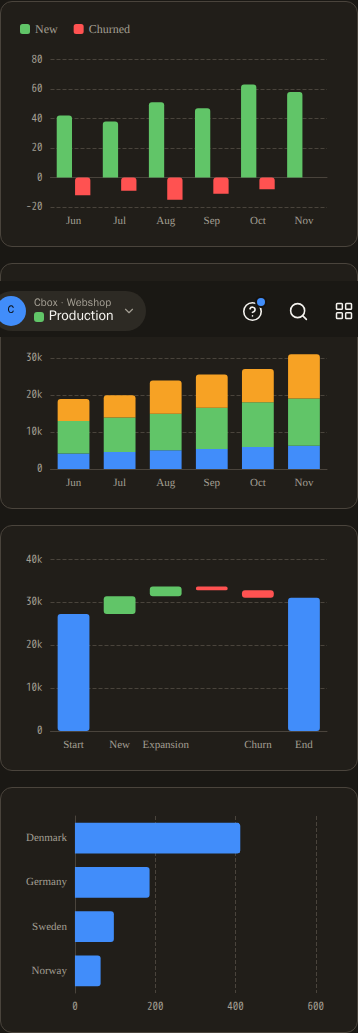 New Churned
80
60
40
20
0
-20
Jun Jul Aug Sep Oct Nov
C
Cbox · Webshop
Production
30k
20k
10k
0
Jun Jul Aug Sep Oct Nov
40k
30k
20k
10k
0
Start New Expansion Churn End
Denmark
Germany
Sweden
Norway
0 200 400 600